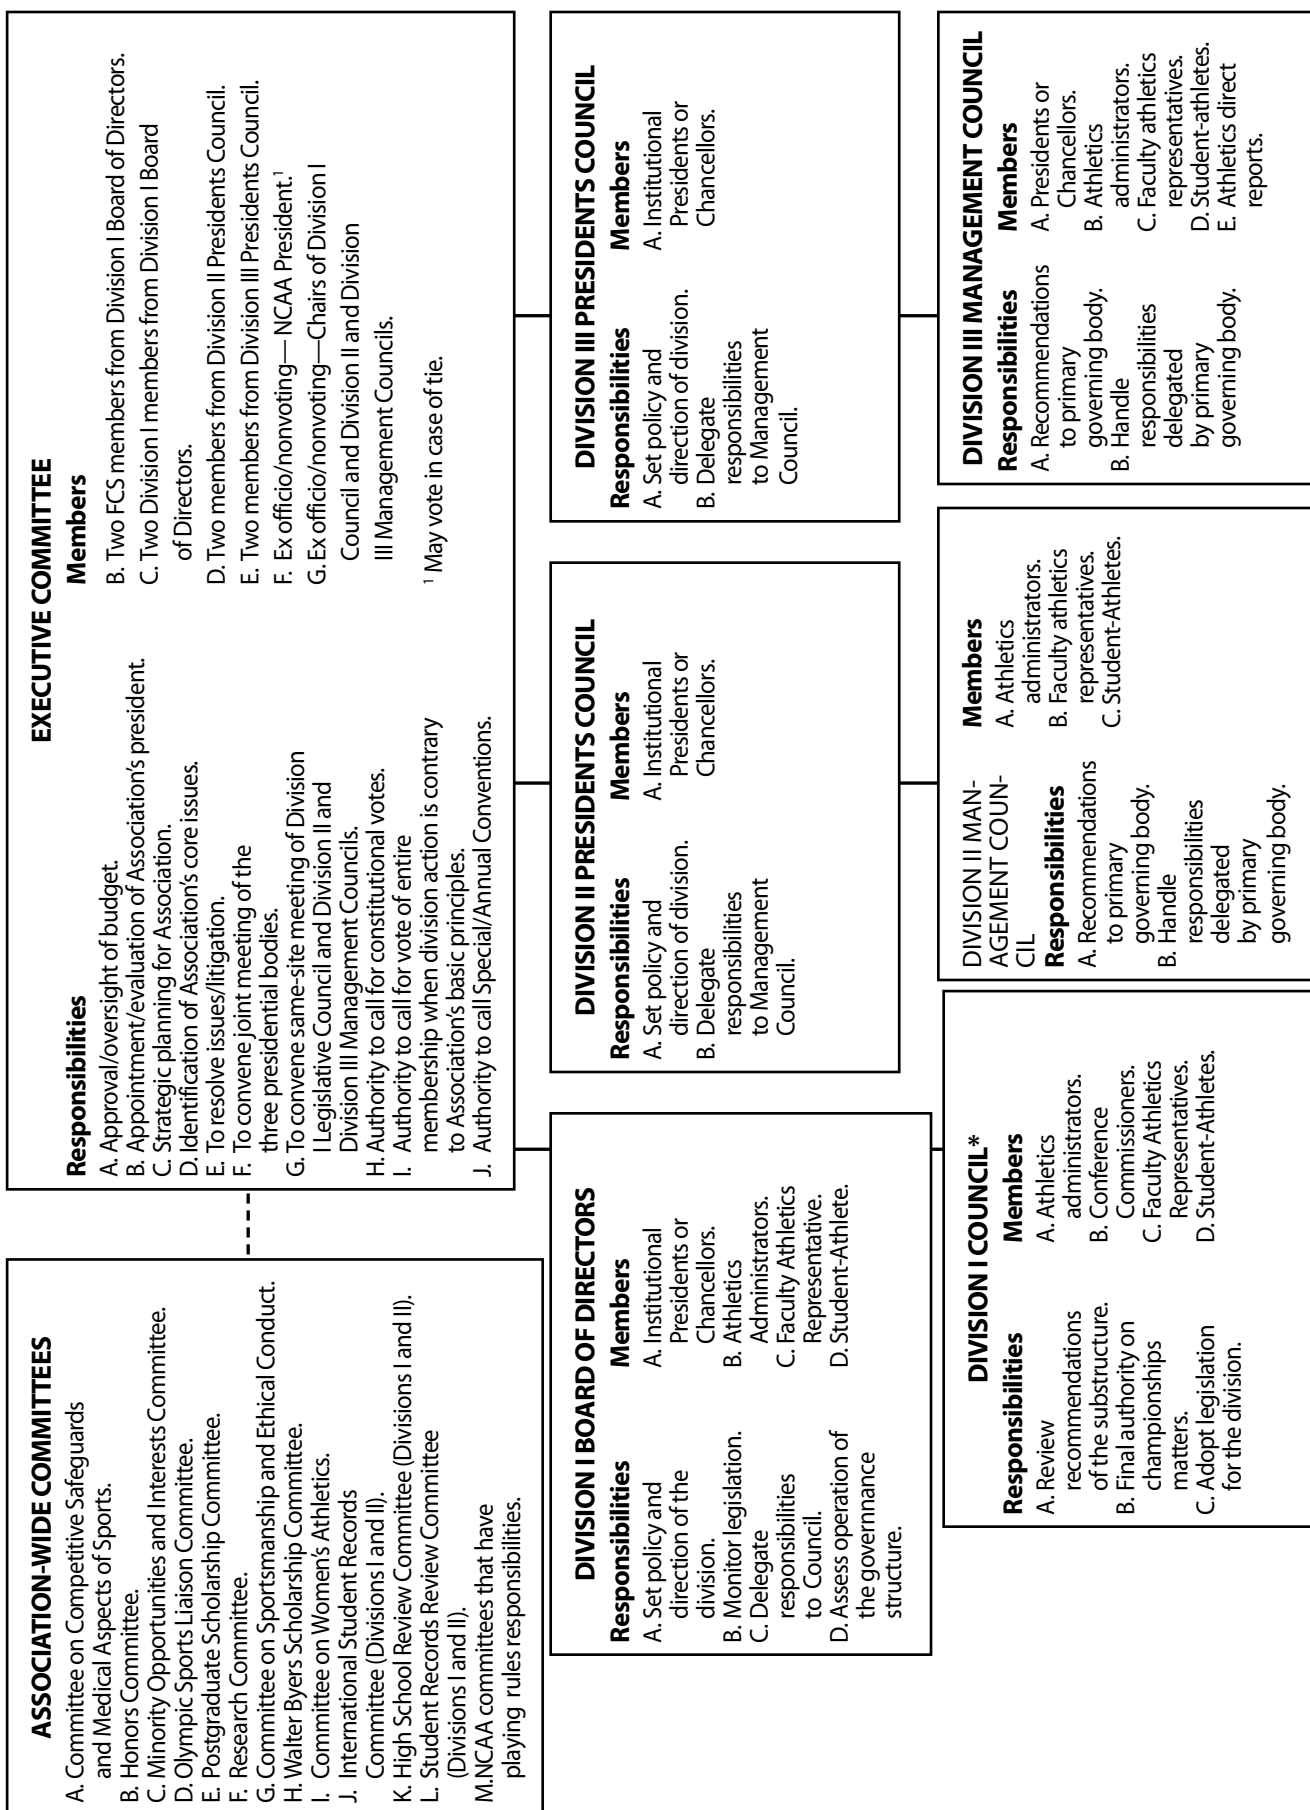 ASSOCIATION-WIDE COMMITTEES
A. Committee on Competitive Safeguards
and Medical Aspects of Sports.
B. Honors Committee.
C. Minority Opportunities and Interests Committee.
D. Olympic Sports Liaison Committee.
E. Postgraduate Scholarship Committee.
F. Research Committee.
G. Committee on Sportsmanship and Ethical Conduct.
H. Walter Byers Scholarship Committee.
I. Committee on Women's Athletics.
J. International Student Records
Committee (Divisions I and II).
K. High School Review Committee (Divisions I and II).
L. Student Records Review Committee
(Divisions I and II).
M.NCAA committees that have
playing rules responsibilities.
EXECUTIVE COMMITTEE
Responsibilities
A. Approval/oversight of budget.
B. Appointment/evaluation of Association's president.
C. Strategic planning for Association.
D. Identification of Association's core issues.
E. To resolve issues/litigation.
F. To convene joint meeting of the
three presidential bodies.
G. To convene same-site meeting of Division
I Legislative Council and Division II and
Division III Management Councils.
H. Authority to call for constitutional votes.
I. Authority to call for vote of entire
membership when division action is contrary
to Association's basic principles.
J. Authority to call Special/Annual Conventions.
Members
B. Two FCS members from Division I Board of Directors.
C. Two Division I members from Division I Board
of Directors.
D. Two members from Division II Presidents Council.
E. Two members from Division III Presidents Council.
F. Ex officio/nonvoting—NCAA President.1
G. Ex officio/nonvoting—Chairs of Division I
Council and Division II and Division
III Management Councils.
1 May vote in case of tie.
DIVISION I BOARD OF DIRECTORS
Responsibilities
A. Set policy and
direction of the
division.
B. Monitor legislation.
C. Delegate
responsibilities
to Council.
D. Assess operation of
the governance
structure.
Members
A. Institutional
Presidents or
Chancellors.
B. Athletics
Administrators.
C. Faculty Athletics
Representative.
D. Student-Athlete.
DIVISION II PRESIDENTS COUNCIL
Responsibilities
A. Set policy and
direction of division.
B. Delegate
responsibilities
to Management
Council.
Members
A. Institutional
Presidents or
Chancellors.
DIVISION III PRESIDENTS COUNCIL
Responsibilities
A. Set policy and
direction of division.
B. Delegate
responsibilities
to Management
Council.
Members
A. Institutional
Presidents or
Chancellors.
DIVISION I COUNCIL*
Responsibilities
A. Review
recommendations
of the substructure.
B. Final authority on
championships
matters.
C. Adopt legislation
for the division.
Members
A. Athletics
administrators.
B. Conference
Commissioners.
C. Faculty Athletics
Representatives.
D. Student-Athletes.
DIVISION II MAN-
AGEMENT COUN-
CIL
Responsibilities
A. Recommendations
to primary
governing body.
B. Handle
responsibilities
delegated
by primary
governing body.
Members
A. Athletics
administrators.
B. Faculty athletics
representatives.
C. Student-Athletes.
DIVISION III MANAGEMENT COUNCIL
Responsibilities
A. Recommendations
to primary
governing body.
B. Handle
responsibilities
delegated
by primary
governing body.
Members
A. Presidents or
Chancellors.
B. Athletics
administrators.
C. Faculty athletics
representatives.
D. Student-athletes.
E. Athletics direct
reports.